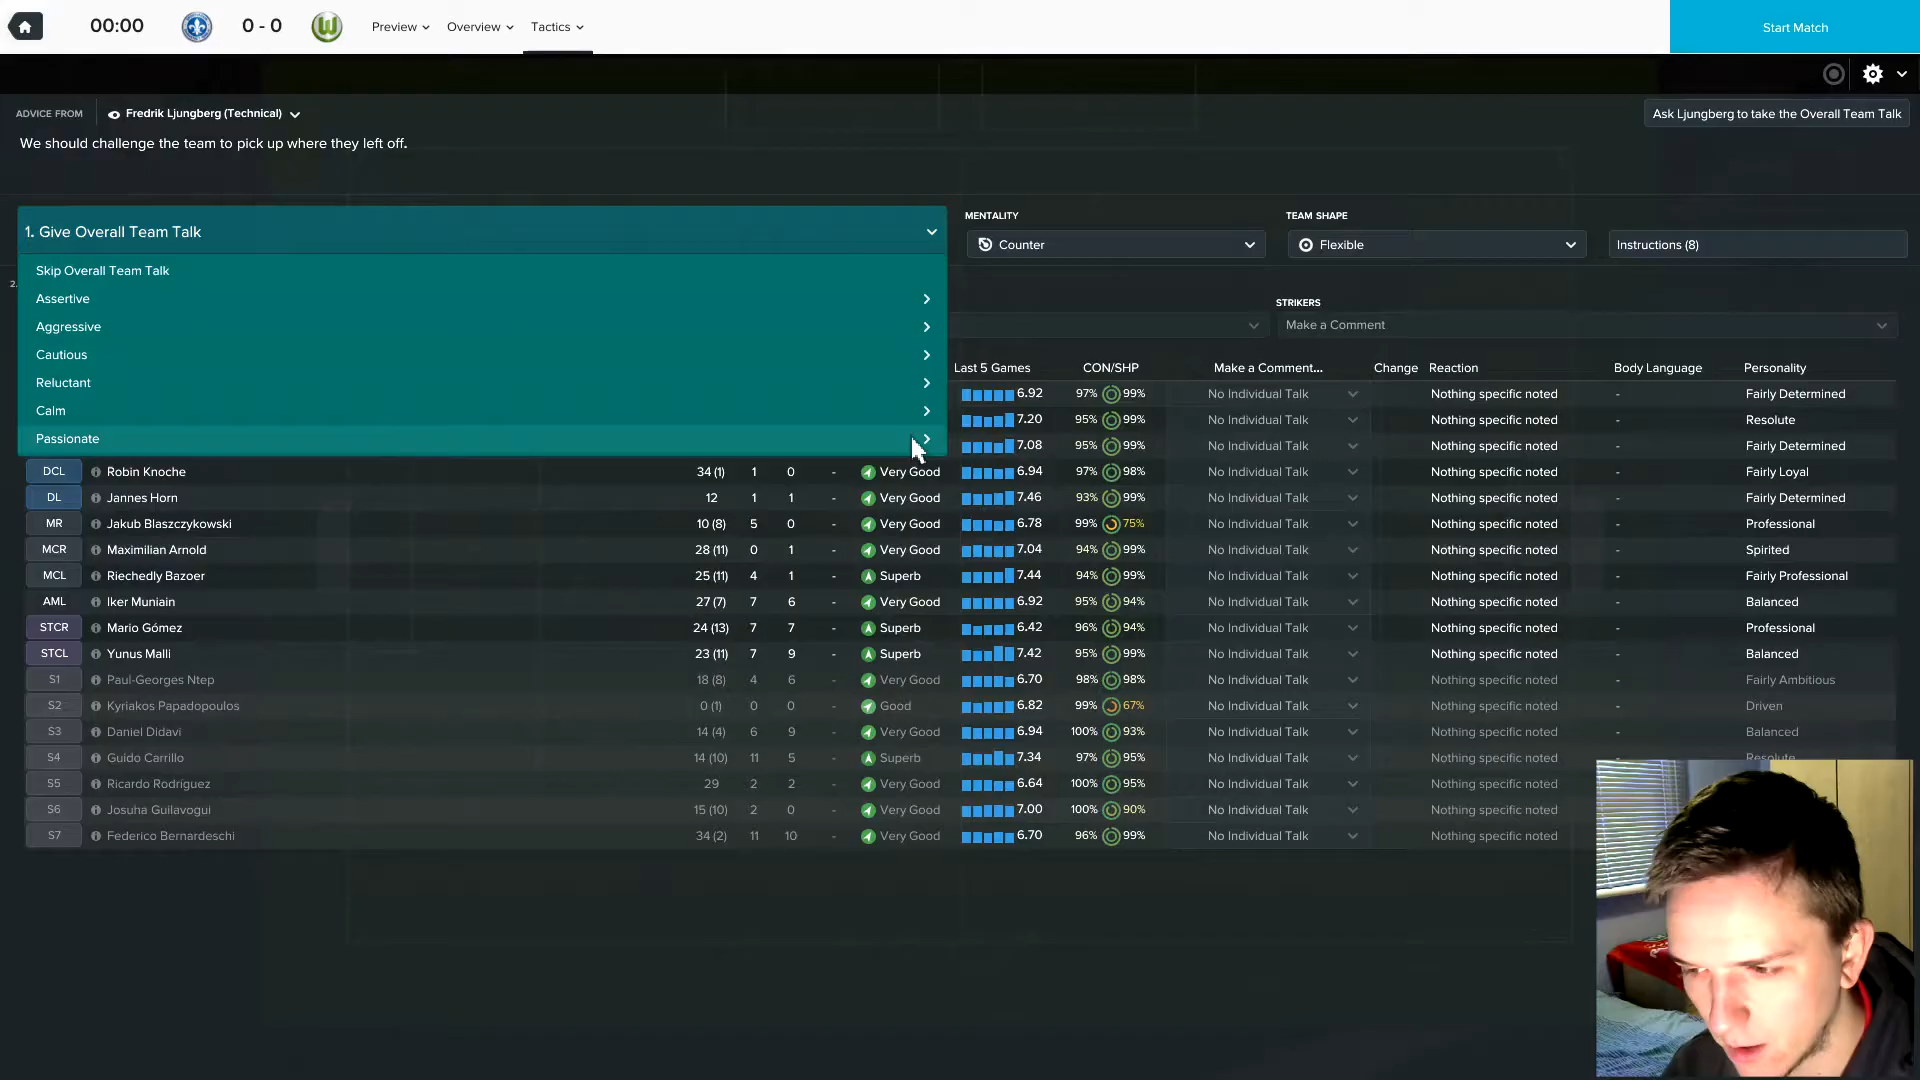 00:00 0 - 0 Preview Overview Tactics Start Match
ADVICE FROM Fredrik Ljungberg (Technical) Ask Ljungberg to take the Overall Team Talk
We should challenge the team to pick up where they left off.
MENTALITY TEAM SHAPE
1. Give Overall Team Talk Counter Flexible Instructions (8)
Skip Overall Team Talk
2.
Assertive
STRIKERS
Aggressive Make a Comment
Cautious
Last 5 Games CON/SHP Make a Comment... Change Reaction Body Language Personality
Reluctant
6.92 97% 99% No Individual Talk Nothing specific noted - Fairly Determined
Calm
7.20 95% 99% No Individual Talk Nothing specific noted - Resolute
Passionate
7.08 95% 99% No Individual Talk Nothing specific noted - Fairly Determined
DCL Robin Knoche 34 (1) 1 0 - Very Good 6.94 97% 98% No Individual Talk Nothing specific noted - Fairly Loyal
DL Jannes Horn 12 1 1 - Very Good 7.46 93% 99% No Individual Talk Nothing specific noted - Fairly Determined
MR Jakub Blaszczykowski 10 (8) 5 0 - Very Good 6.78 99% 75% No Individual Talk Nothing specific noted - Professional
MCR Maximilian Arnold 28 (11) 0 1 - Very Good 7.04 94% 99% No Individual Talk Nothing specific noted - Spirited
MCL Riechedly Bazoer 25 (11) 4 1 - Superb 7.44 94% 99% No Individual Talk Nothing specific noted - Fairly Professional
AML Iker Muniain 27 (7) 7 6 - Very Good 6.92 95% 94% No Individual Talk Nothing specific noted - Balanced
STCR Mario Gómez 24 (13) 7 7 - Superb 6.42 96% 94% No Individual Talk Nothing specific noted - Professional
STCL Yunus Malli 23 (11) 7 9 - Superb 7.42 95% 99% No Individual Talk Nothing specific noted - Balanced
S1 Paul-Georges Ntep 18 (8) 4 6 - Very Good 6.70 98% 98% No Individual Talk Nothing specific noted - Fairly Ambitious
S2 Kyriakos Papadopoulos 0 (1) 0 0 - Good 6.82 99% 67% No Individual Talk Nothing specific noted - Driven
S3 Daniel Didavi 14 (4) 6 9 - Very Good 6.94 100% 93% No Individual Talk Nothing specific noted - Balanced
S4 Guido Carrillo 14 (10) 11 5 - Superb 7.34 97% 95% No Individual Talk Nothing specific noted - Resolute
S5 Ricardo Rodríguez 29 2 2 - Very Good 6.64 100% 95% No Individual Talk Nothing specific noted
S6 Josuha Guilavogui 15 (10) 2 0 - Very Good 7.00 100% 90% No Individual Talk Nothing specific noted
S7 Federico Bernardeschi 34 (2) 11 10 - Very Good 6.70 96% 99% No Individual Talk Nothing specific noted